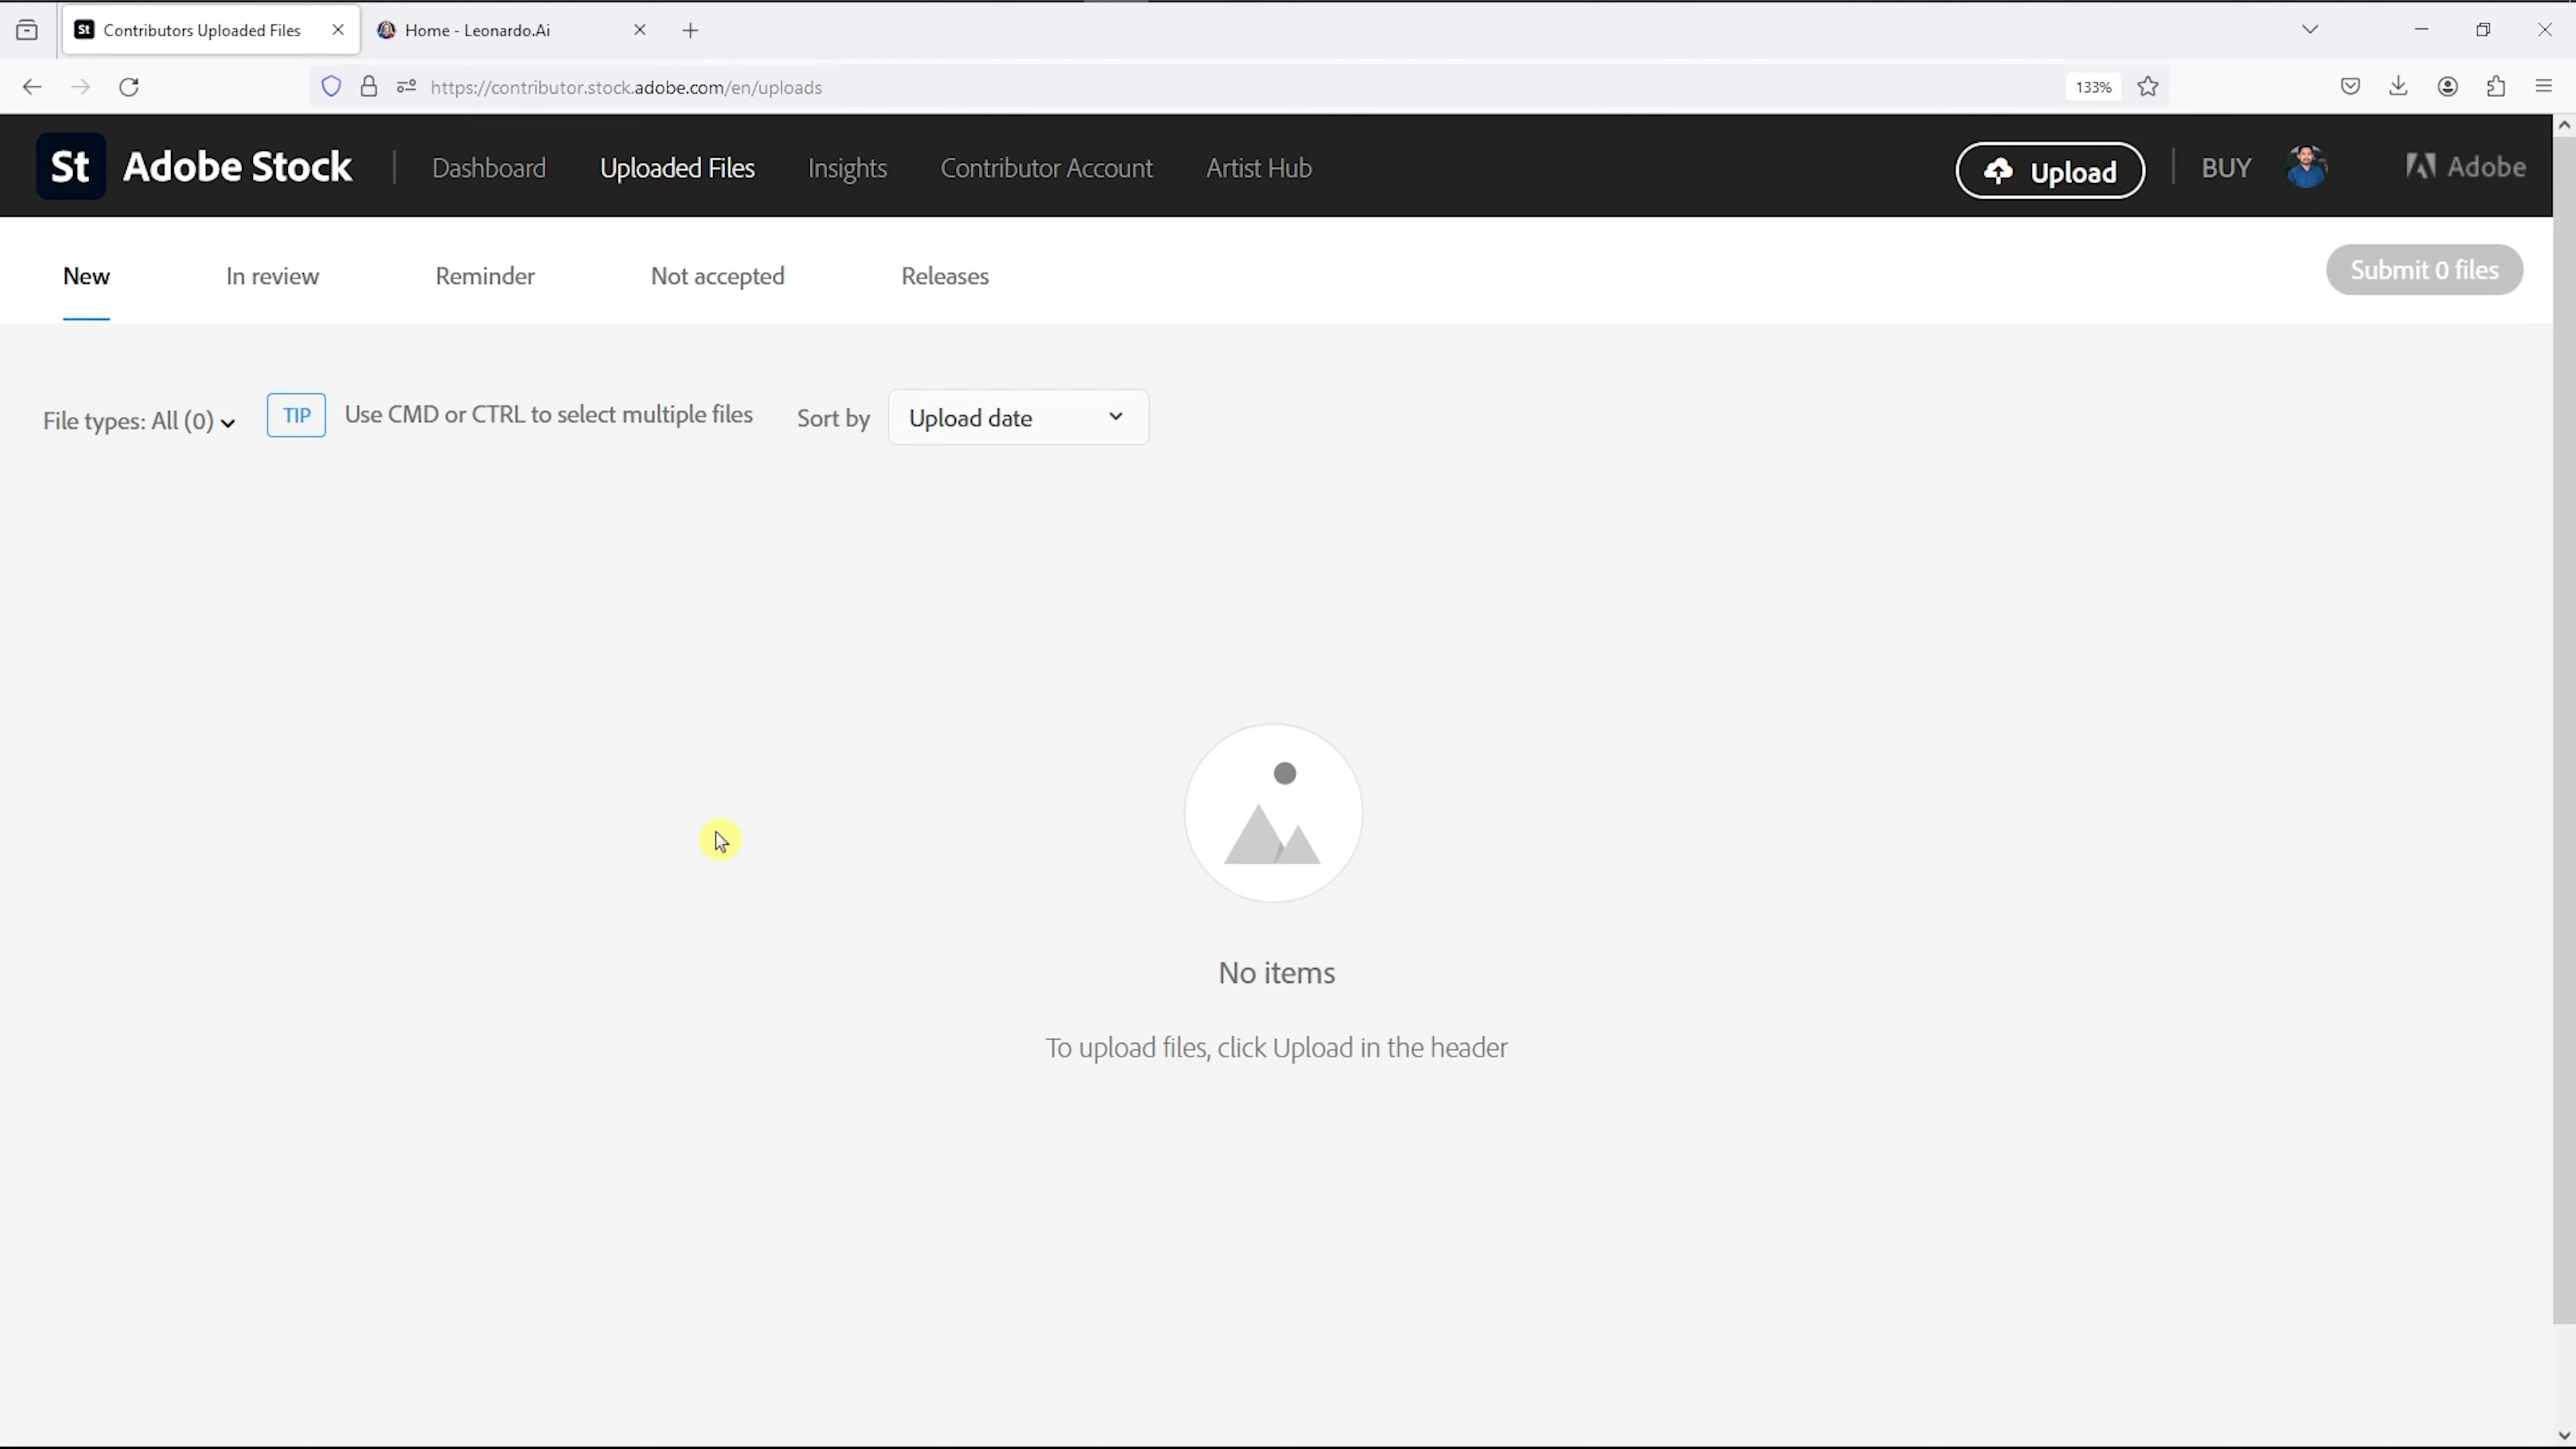 St Contributors Uploaded Files
Home - Leonardo.Ai
https://contributor.stock.adobe.com/en/uploads
133%
St Adobe Stock
Dashboard
Uploaded Files
Insights
Contributor Account
Artist Hub
Upload
BUY
Adobe
New
In review
Reminder
Not accepted
Releases
Submit 0 files
File types: All (0)
TIP
Use CMD or CTRL to select multiple files
Sort by
Upload date
No items
To upload files, click Upload in the header